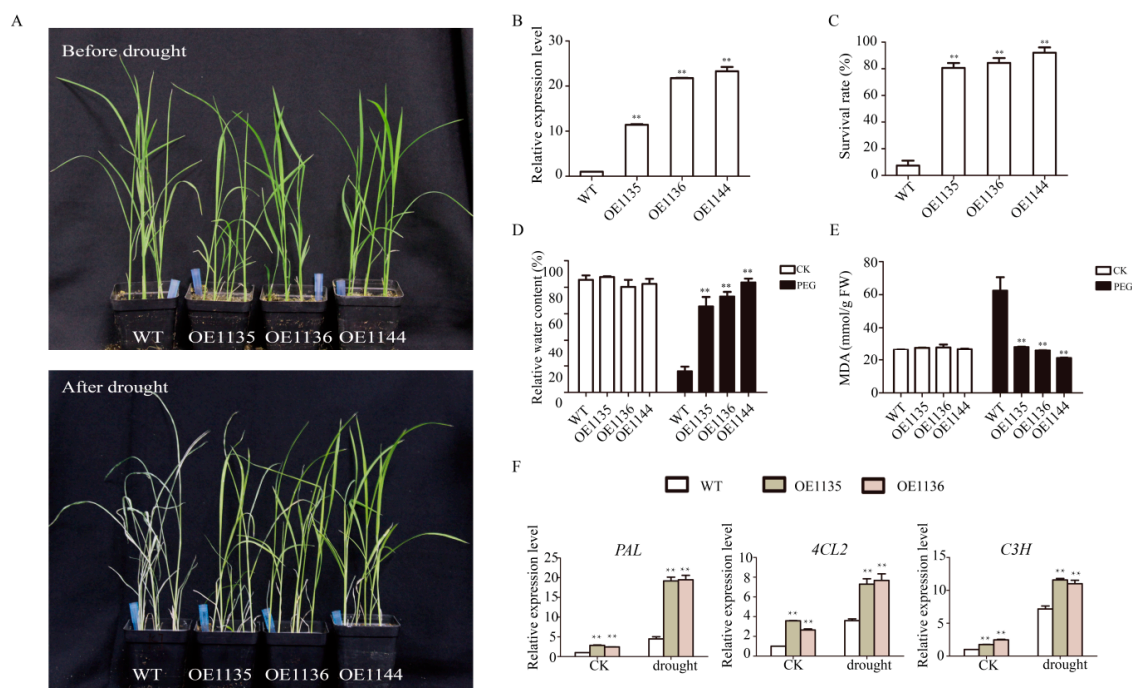 A
Before drought
WT OE1135 OE1136 OE1144
After drought
WT OE1135 OE1136 OE1144
B
Relative expression level
30
20
10
0
** ** **
WT OE1135 OE1136 OE1144
C
Survival rate (%)
100
80
60
40
20
0
** ** **
WT OE1135 OE1136 OE1144
D
Relative water content (%)
100
80
60
40
20
0
CK
PEG
** ** **
WT OE1135 OE1136 OE1144 WT OE1135 OE1136 OE1144
E
MDA (mmol/g FW)
80
60
40
20
0
CK
PEG
** ** **
WT OE1135 OE1136 OE1144 WT OE1135 OE1136 OE1144
F
WT OE1135 OE1136
PAL
Relative expression level
25
20
15
10
5
0
** ** ** **
CK drought
4CL2
Relative expression level
10
8
6
4
2
0
** ** ** **
CK drought
C3H
Relative expression level
15
10
5
0
** ** ** **
CK drought